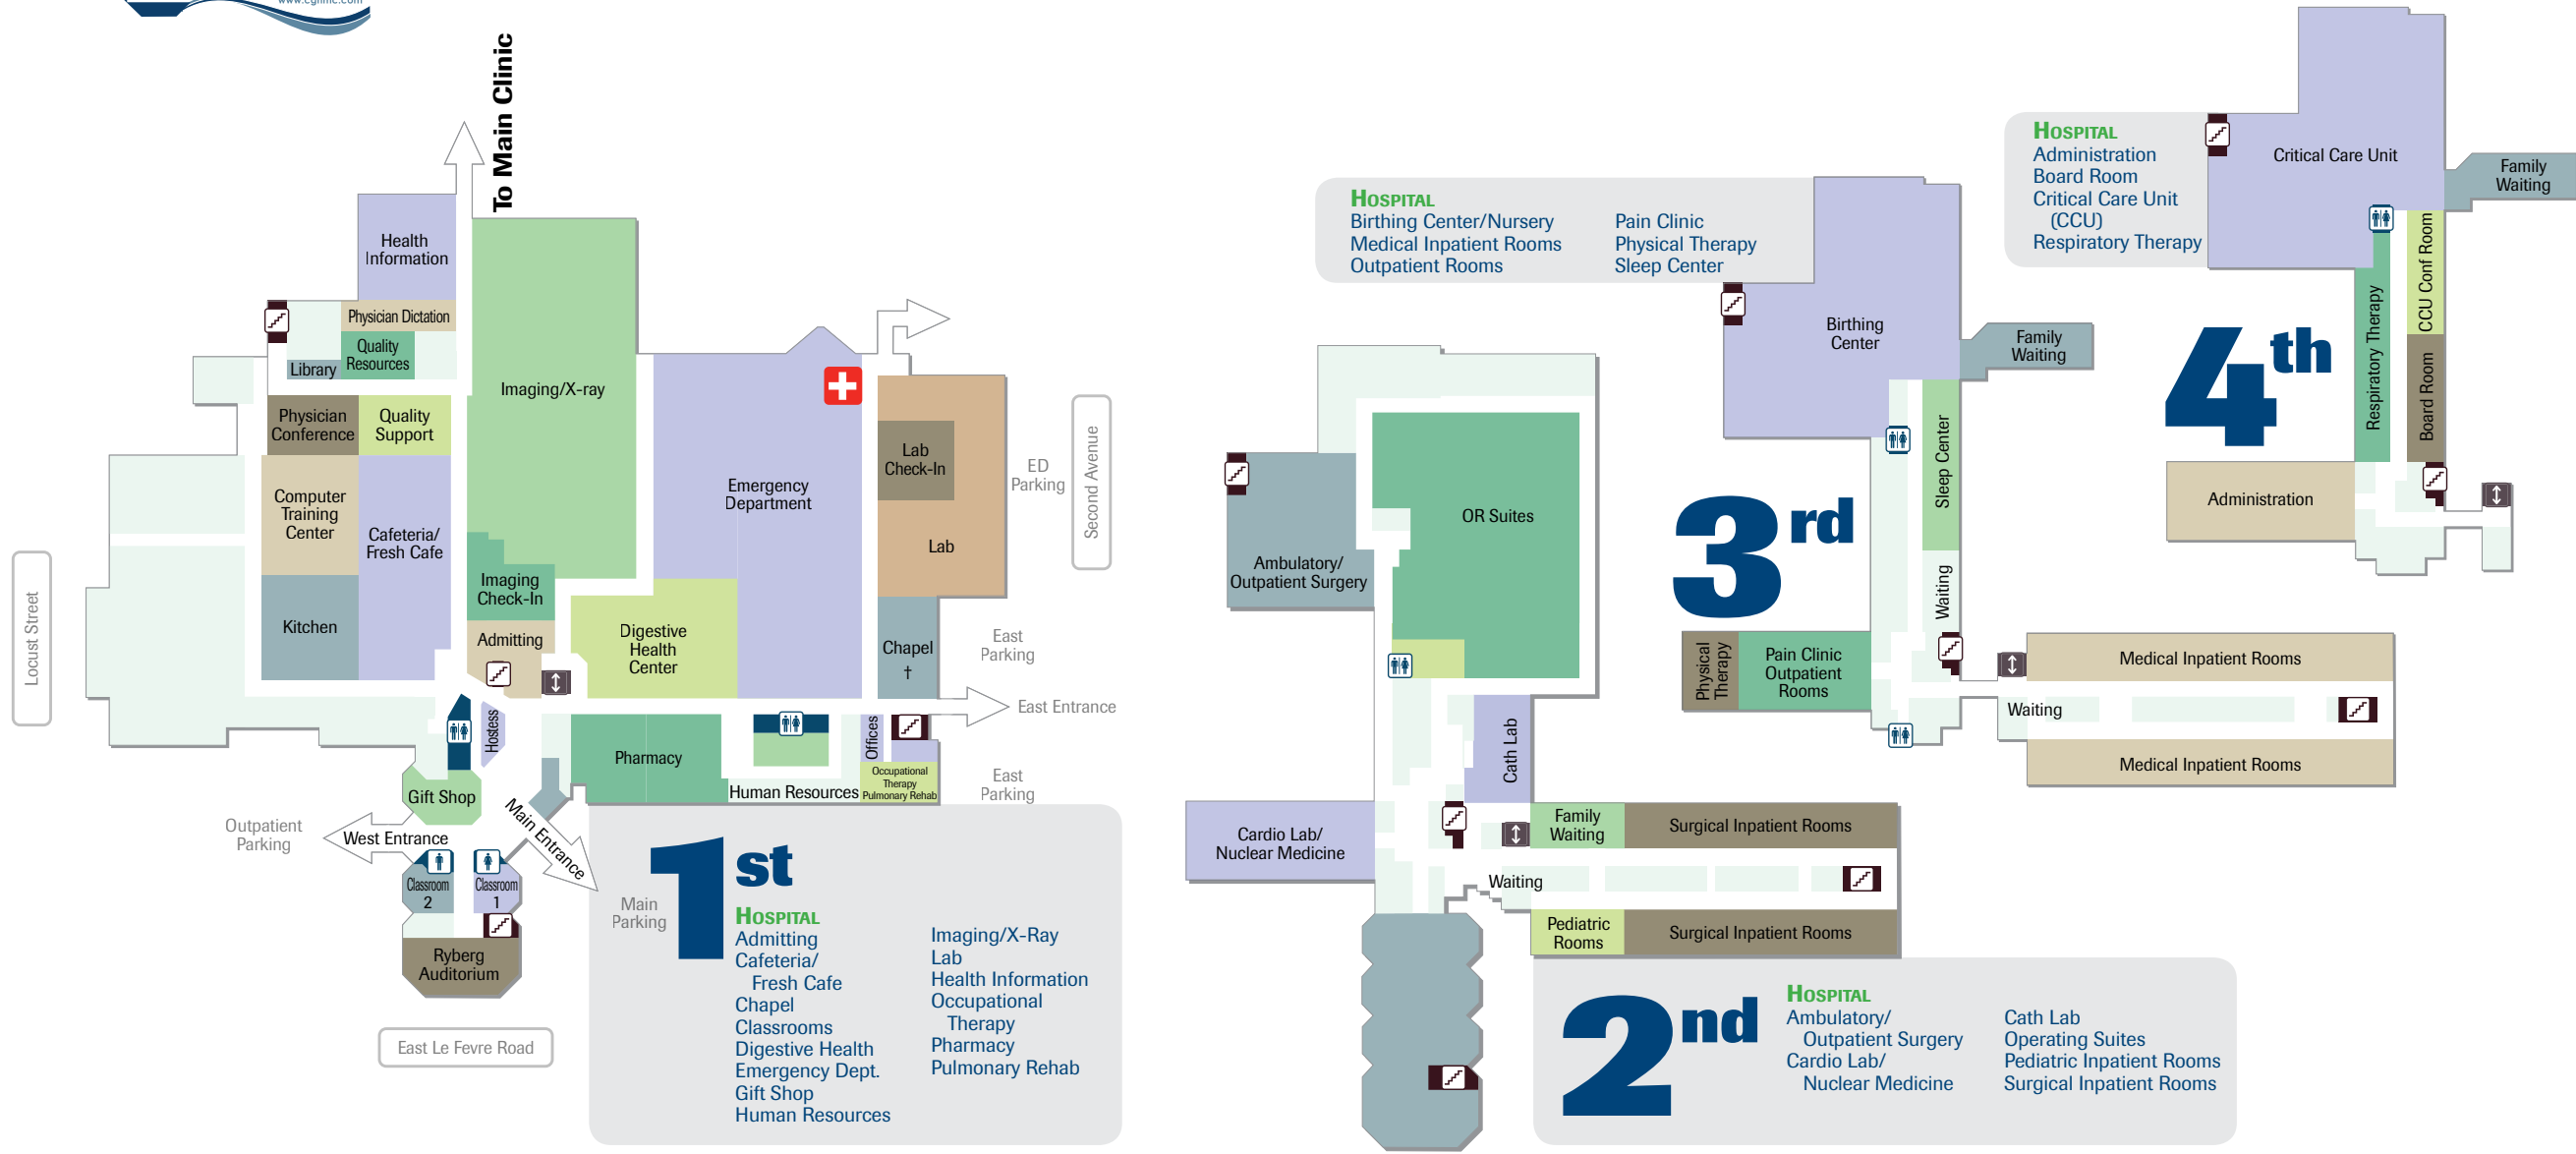 www.cghmc.com
To Main Clinic
Health
Information
Physician Dictation
Quality
Resources
Library
Physician
Conference
Quality
Support
Computer
Training
Center
Cafeteria/
Fresh Cafe
Kitchen
Imaging/X-ray
Imaging
Check-In
Admitting
Emergency
Department
Digestive
Health
Center
Lab
Check-In
Lab
Chapel
†
ED
Parking
Second Avenue
East
Parking
East Entrance
East
Parking
Locust Street
Hostess
Pharmacy
Human Resources
Offices
Occupational
Therapy
Pulmonary Rehab
Gift Shop
Outpatient
Parking
West Entrance
Main Entrance
Main
Parking
Classroom
2
Classroom
1
Ryberg
Auditorium
East Le Fevre Road
1st
HOSPITAL
Admitting
Cafeteria/
Fresh Cafe
Chapel
Classrooms
Digestive Health
Emergency Dept.
Gift Shop
Human Resources
Imaging/X-Ray
Lab
Health Information
Occupational
Therapy
Pharmacy
Pulmonary Rehab
Ambulatory/
Outpatient Surgery
OR Suites
Cath Lab
Cardio Lab/
Nuclear Medicine
Family
Waiting
Surgical Inpatient Rooms
Waiting
Pediatric
Rooms
Surgical Inpatient Rooms
2nd
HOSPITAL
Ambulatory/
Outpatient Surgery
Cardio Lab/
Nuclear Medicine
Cath Lab
Operating Suites
Pediatric Inpatient Rooms
Surgical Inpatient Rooms
HOSPITAL
Birthing Center/Nursery
Medical Inpatient Rooms
Outpatient Rooms
Pain Clinic
Physical Therapy
Sleep Center
Birthing
Center
Family
Waiting
Sleep Center
3rd
Waiting
Physical
Therapy
Pain Clinic
Outpatient
Rooms
Medical Inpatient Rooms
Waiting
Medical Inpatient Rooms
HOSPITAL
Administration
Board Room
Critical Care Unit
(CCU)
Respiratory Therapy
Critical Care Unit
Family
Waiting
CCU Conf Room
Respiratory Therapy
Board Room
4th
Administration